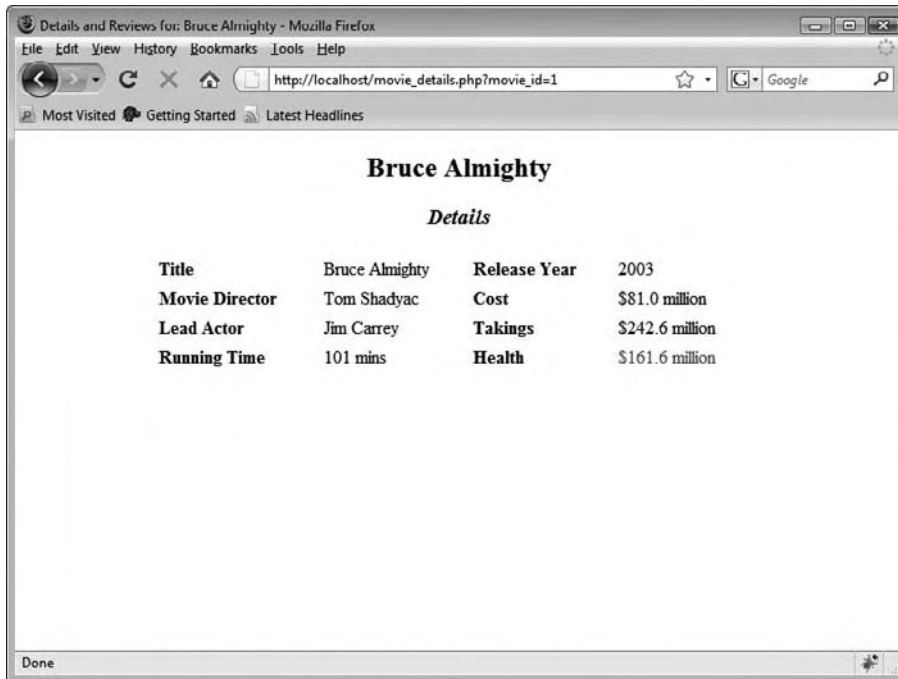 Details and Reviews for: Bruce Almighty - Mozilla Firefox
File Edit View History Bookmarks Tools Help
http://localhost/movie_details.php?movie_id=1
G Google
Most Visited Getting Started Latest Headlines
Bruce Almighty
Details
Title Bruce Almighty Release Year 2003
Movie Director Tom Shadyac Cost $81.0 million
Lead Actor Jim Carrey Takings $242.6 million
Running Time 101 mins Health $161.6 million
Done